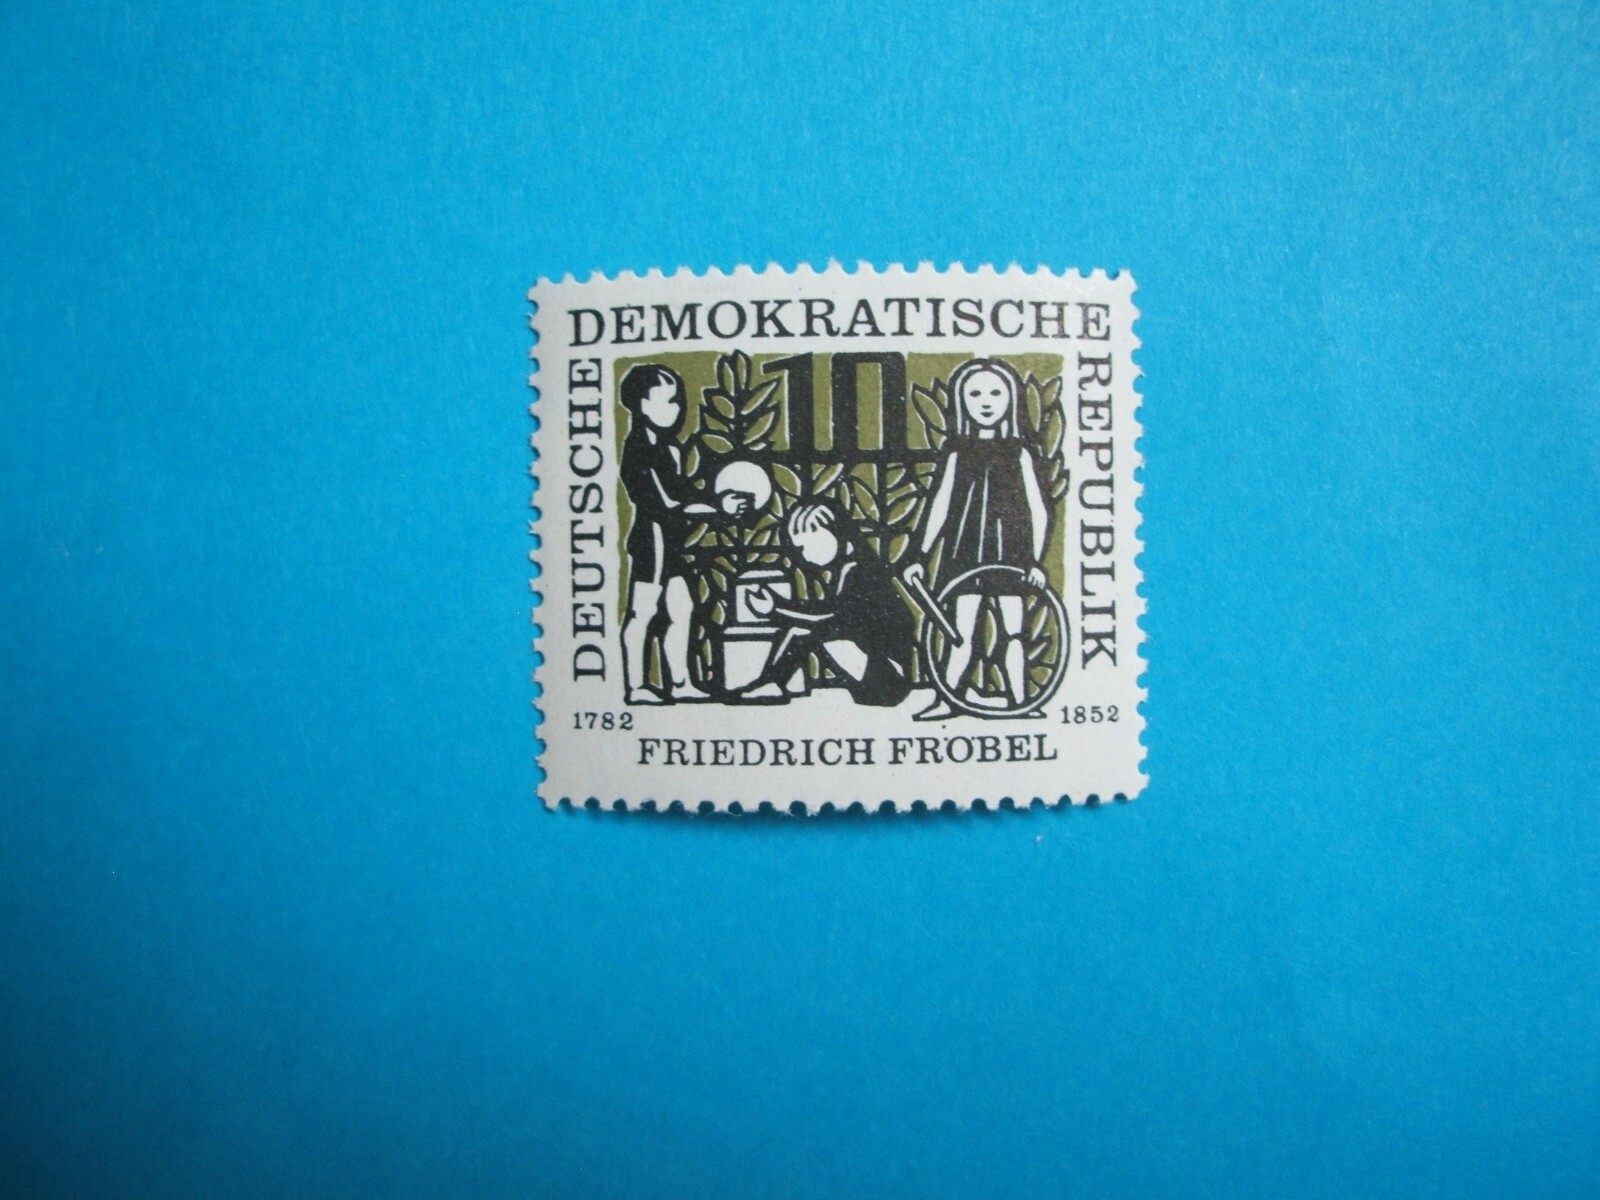 DEUTSCHE
DEMOKRATISCHE
REPUBLIK
10
1782
1852
FRIEDRICH FRÖBEL